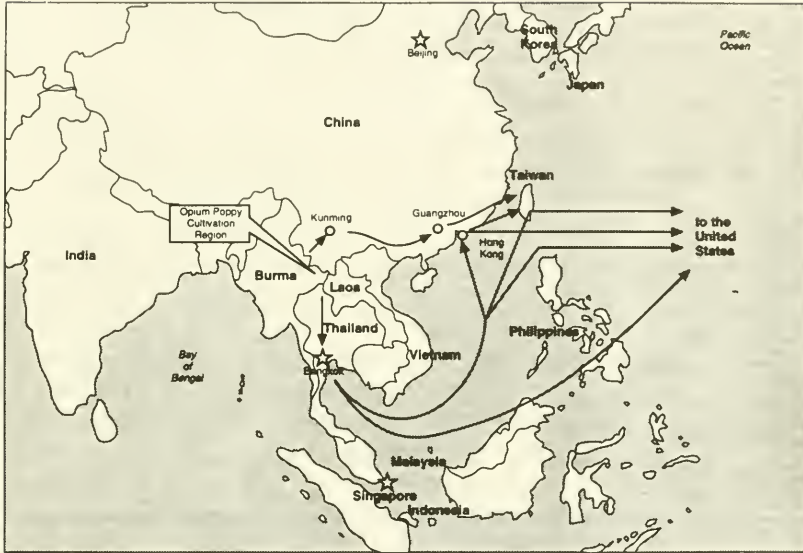 Beijing
South
Korea
Pacific
Ocean
Japan
China
Taiwan
Opium Poppy
Cultivation
Region
Kunming
Guangzhou
Hong
Kong
to the
United
States
India
Burma
Laos
Thailand
Bangkok
Vietnam
Philippines
Bay
of
Bengal
Malaysia
Singapore
Indonesia